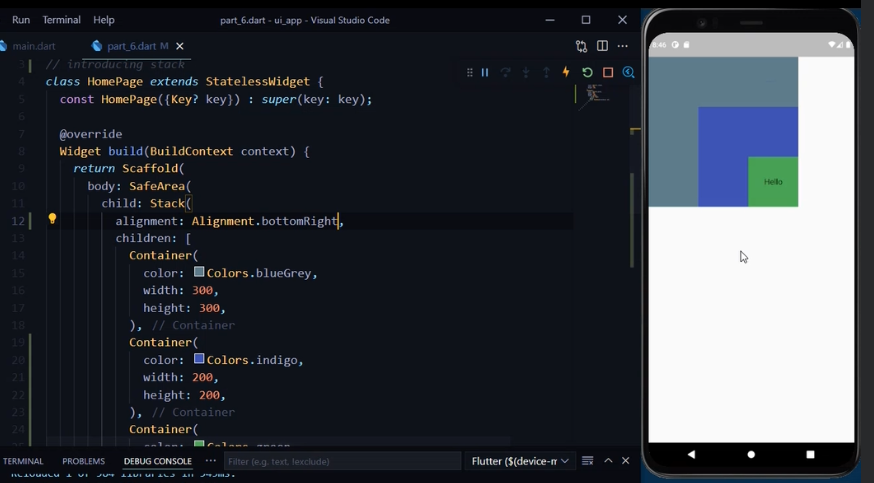 Run Terminal Help part_6.dart - ui_app - Visual Studio Code
main.dart part_6.dart M
3 // introducing stack
4 class HomePage extends StatelessWidget {
5 const HomePage({Key? key}) : super(key: key);
6
7 @override
8 Widget build(BuildContext context) {
9 return Scaffold(
10 body: SafeArea(
11 child: Stack(
12 alignment: Alignment.bottomRight,
13 children: [
14 Container(
15 color: Colors.blueGrey,
16 width: 300,
17 height: 300,
18 ), // Container
19 Container(
20 color: Colors.indigo,
21 width: 200,
22 height: 200,
23 ), // Container
24 Container(
color: Colors.green
TERMINAL PROBLEMS DEBUG CONSOLE ... Filter (e.g. text, !exclude) Flutter ($(device-m
Reloaded 1 of
8:46
Hello